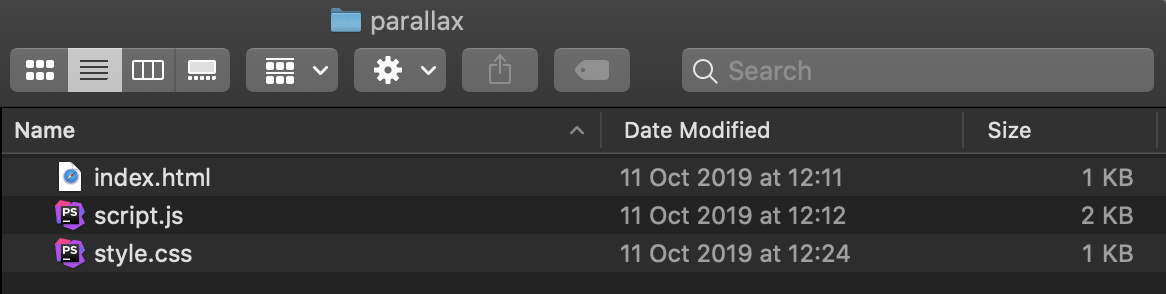 parallax
Search
Name Date Modified Size
index.html 11 Oct 2019 at 12:11 1 KB
PS script.js 11 Oct 2019 at 12:12 2 KB
PS style.css 11 Oct 2019 at 12:24 1 KB